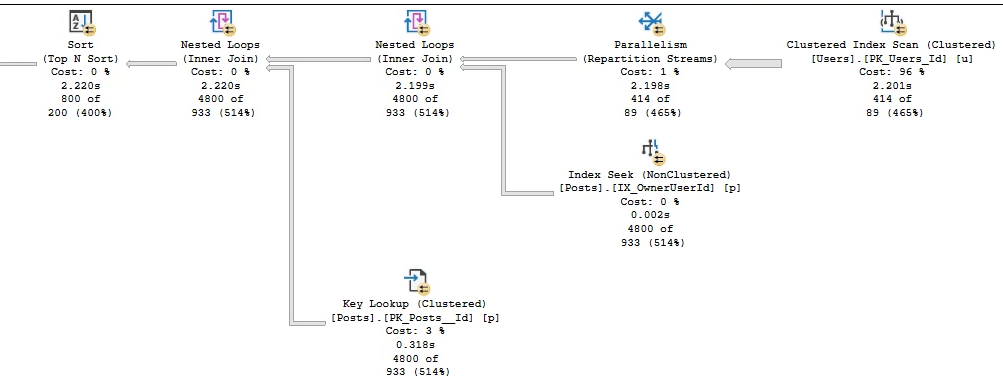 Sort
(Top N Sort)
Cost: 0 %
2.220s
800 of
200 (400%)
Nested Loops
(Inner Join)
Cost: 0 %
2.220s
4800 of
933 (514%)
Nested Loops
(Inner Join)
Cost: 0 %
2.199s
4800 of
933 (514%)
Parallelism
(Repartition Streams)
Cost: 1 %
2.198s
414 of
89 (465%)
Clustered Index Scan (Clustered)
[Users].[PK_Users_Id] [u]
Cost: 96 %
2.201s
414 of
89 (465%)
Index Seek (NonClustered)
[Posts].[IX_OwnerUserId] [p]
Cost: 0 %
0.002s
4800 of
933 (514%)
Key Lookup (Clustered)
[Posts].[PK_Posts__Id] [p]
Cost: 3 %
0.318s
4800 of
933 (514%)